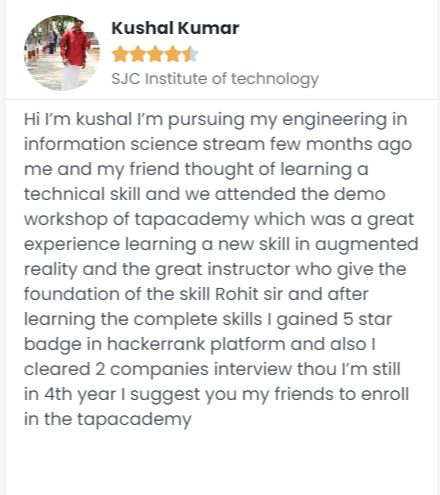 Kushal Kumar
SJC Institute of technology
Hi I'm kushal I'm pursuing my engineering in
information science stream few months ago
me and my friend thought of learning a
technical skill and we attended the demo
workshop of tapacademy which was a great
experience learning a new skill in augmented
reality and the great instructor who give the
foundation of the skill Rohit sir and after
learning the complete skills I gained 5 star
badge in hackerrank platform and also I
cleared 2 companies interview thou I'm still
in 4th year I suggest you my friends to enroll
in the tapacademy